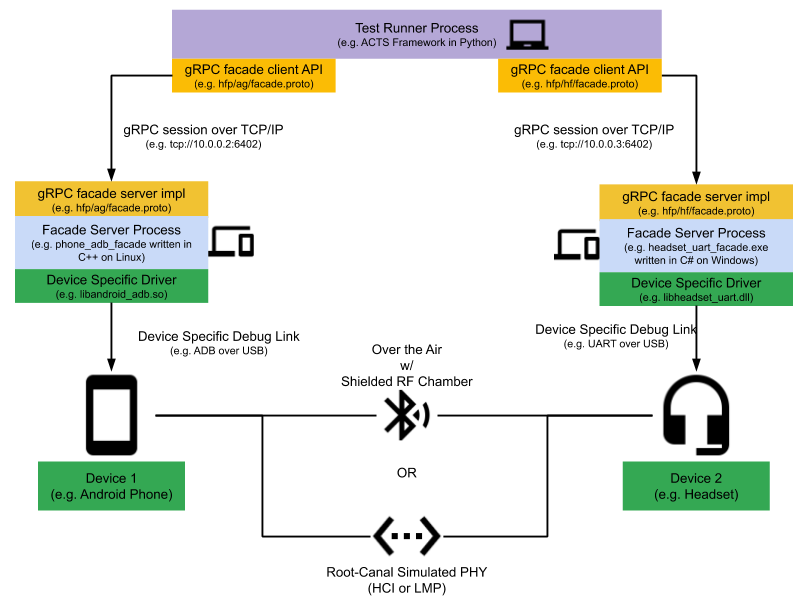 Test Runner Process
(e.g. ACTS Framework in Python)
gRPC facade client API
(e.g. hfp/ag/facade.proto)
gRPC facade client API
(e.g. hfp/hf/facade.proto)
gRPC session over TCP/IP
(e.g. tcp://10.0.0.2:6402)
gRPC session over TCP/IP
(e.g. tcp://10.0.0.3:6402)
gRPC facade server impl
(e.g. hfp/ag/facade.proto)
Facade Server Process
(e.g. phone_adb_facade written in
C++ on Linux)
Device Specific Driver
(e.g. libandroid_adb.so)
gRPC facade server impl
(e.g. hfp/hf/facade.proto)
Facade Server Process
(e.g. headset_uart_facade.exe
written in C# on Windows)
Device Specific Driver
(e.g. libheadset_uart.dll)
Device Specific Debug Link
(e.g. ADB over USB)
Device Specific Debug Link
(e.g. UART over USB)
Over the Air
w/
Shielded RF Chamber
OR
Device 1
(e.g. Android Phone)
Device 2
(e.g. Headset)
Root-Canal Simulated PHY
(HCI or LMP)